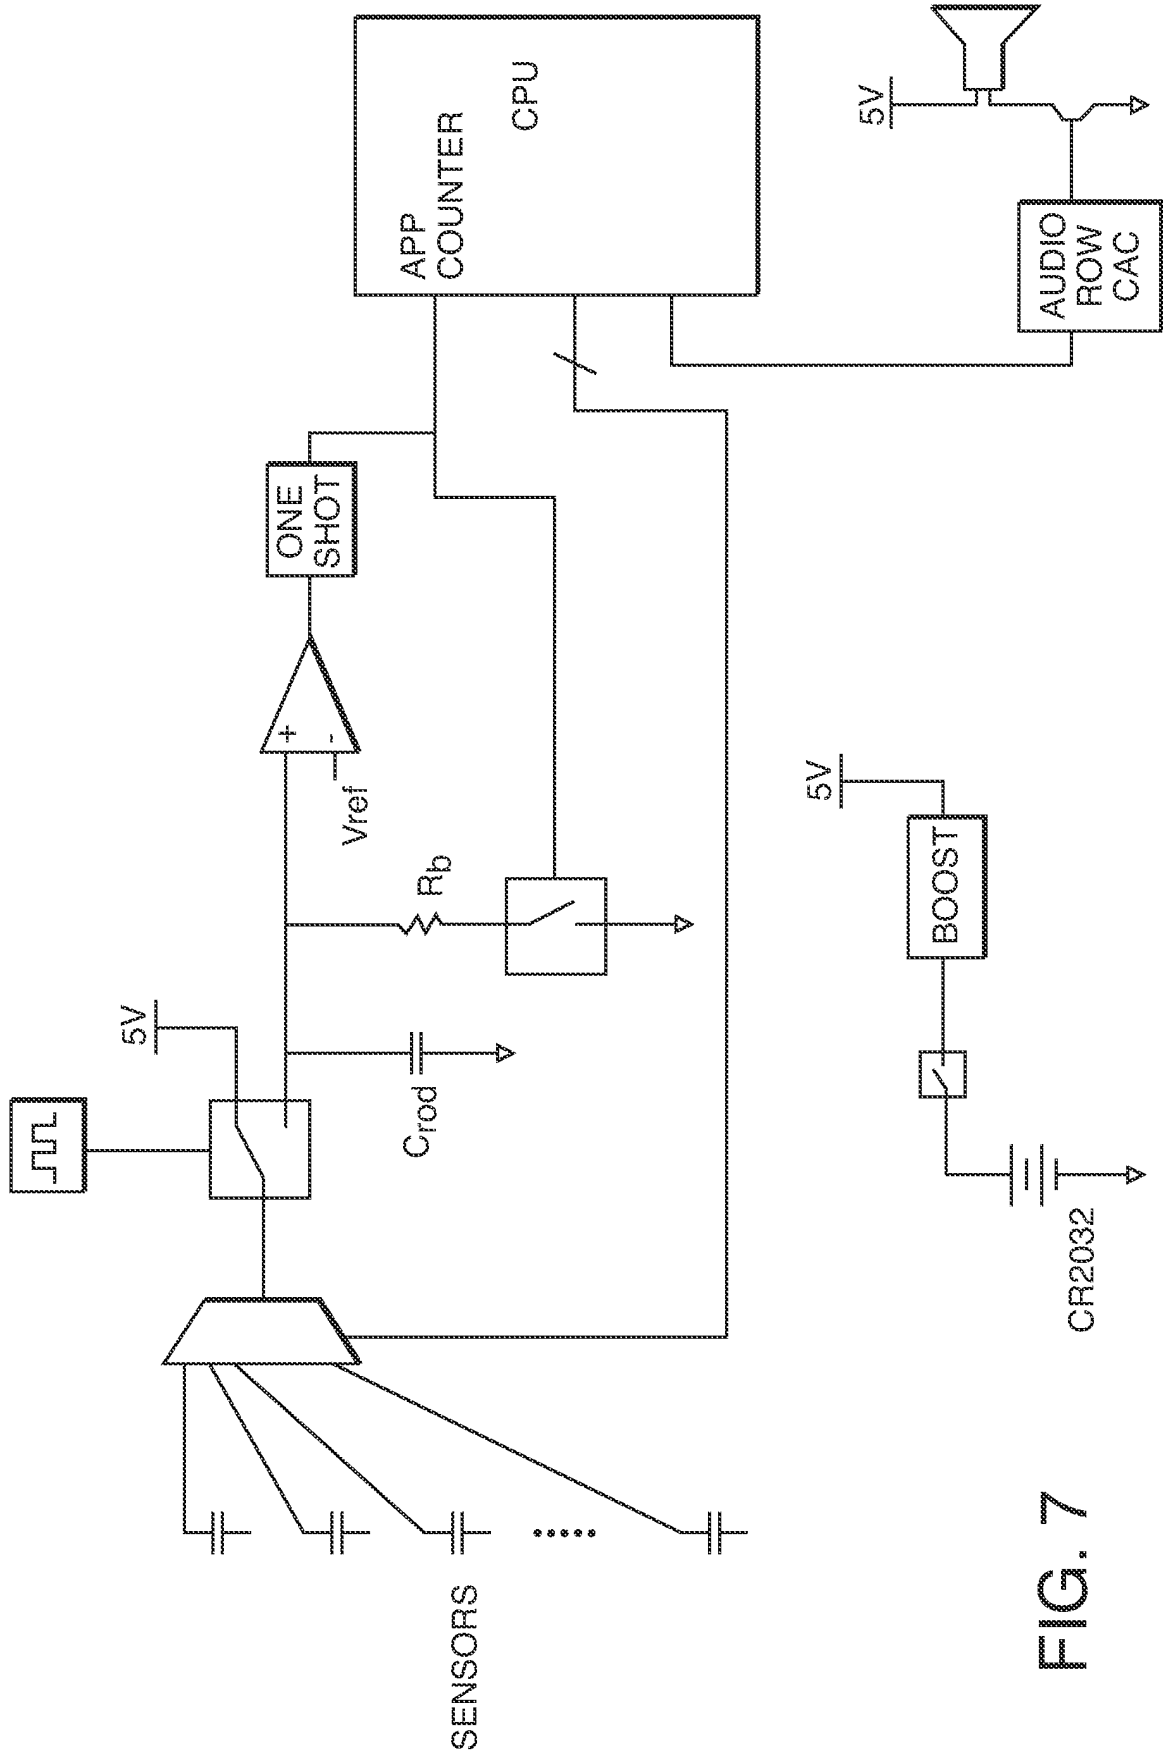 5V
ONE
SHOT
APP
COUNTER
CPU
+
-
Vref
Rb
Crod
SENSORS
5V
BOOST
CR2032
5V
AUDIO
ROW
CAC
FIG. 7